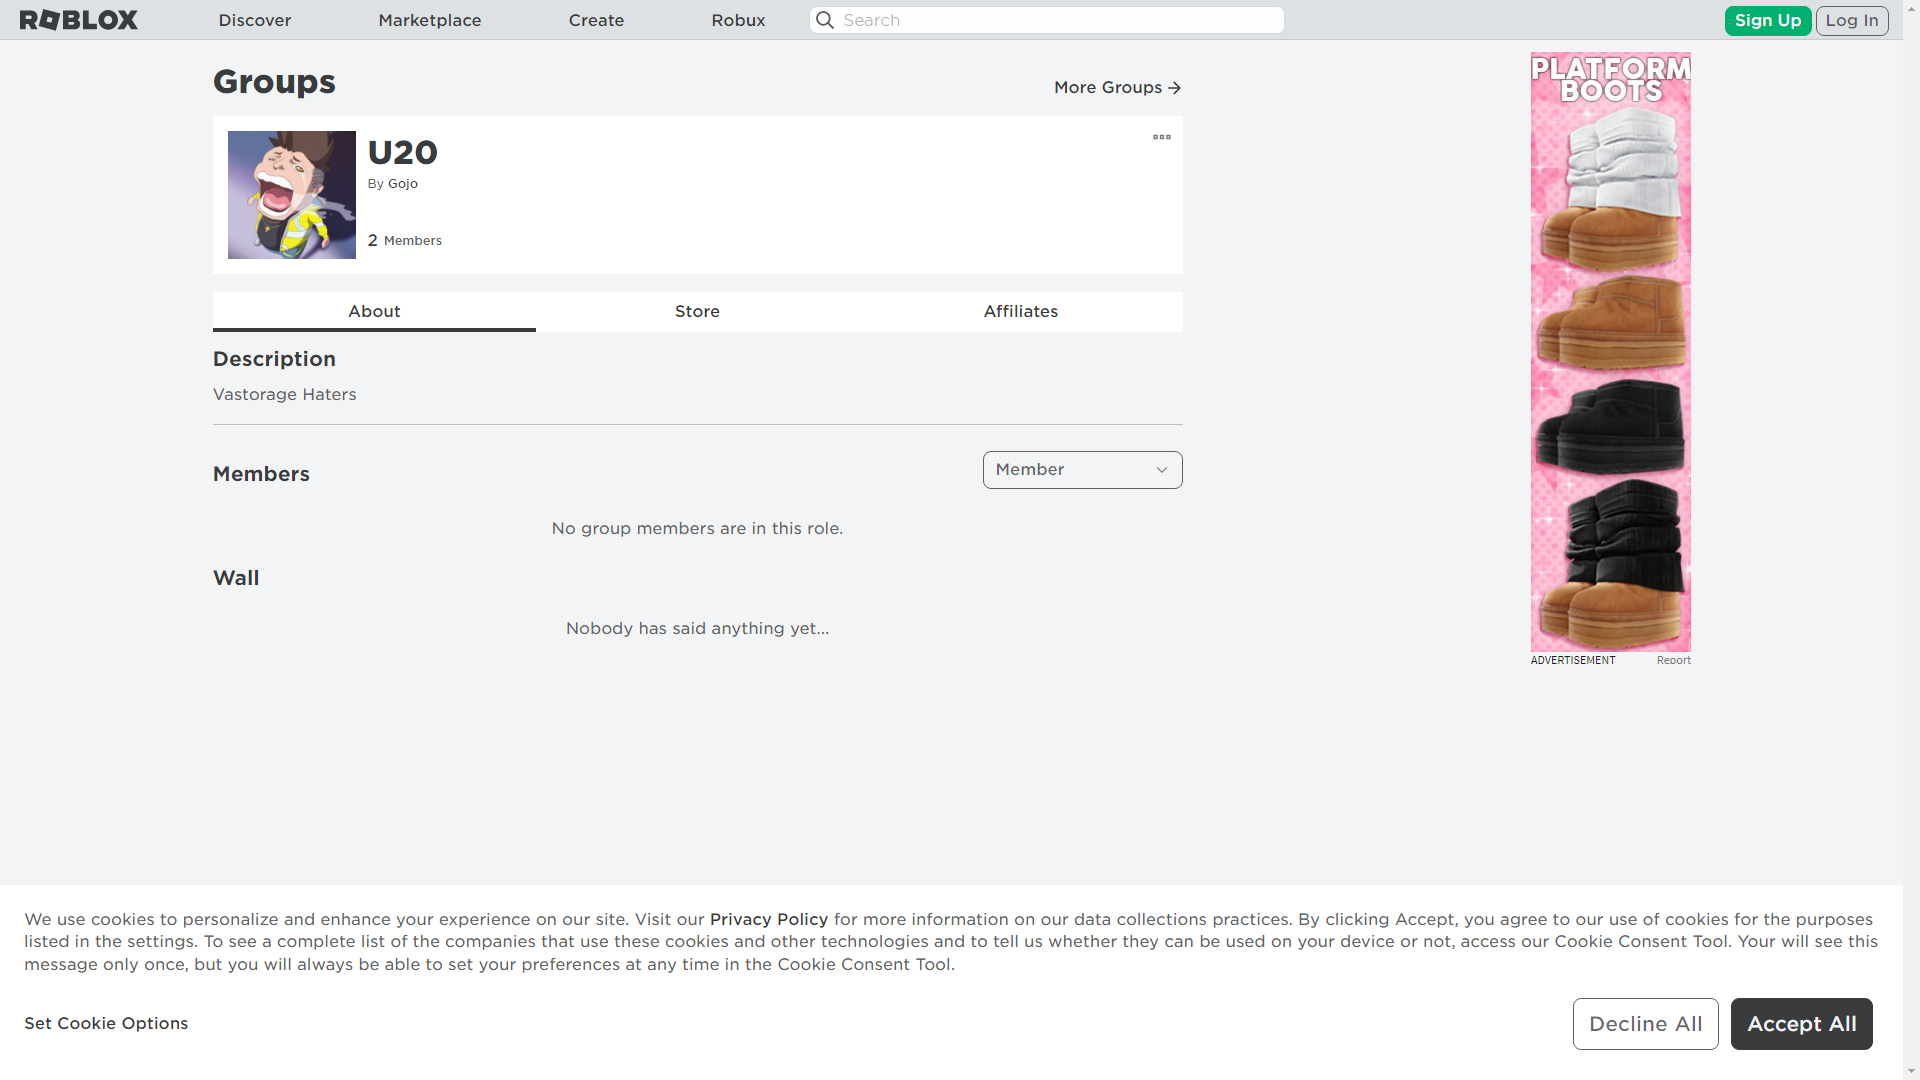 ROBLOX
Discover
Marketplace
Create
Robux
Search
Sign Up
Log In
Groups
More Groups
U20
By Gojo
2 Members
About
Store
Affiliates
Description
Vastorage Haters
Members
Member
No group members are in this role.
Wall
Nobody has said anything yet...
PLATFORM
BOOTS
ADVERTISEMENT
Report
We use cookies to personalize and enhance your experience on our site. Visit our Privacy Policy for more information on our data collections practices. By clicking Accept, you agree to our use of cookies for the purposes
listed in the settings. To see a complete list of the companies that use these cookies and other technologies and to tell us whether they can be used on your device or not, access our Cookie Consent Tool. Your will see this
message only once, but you will always be able to set your preferences at any time in the Cookie Consent Tool.
Set Cookie Options
Decline All
Accept All